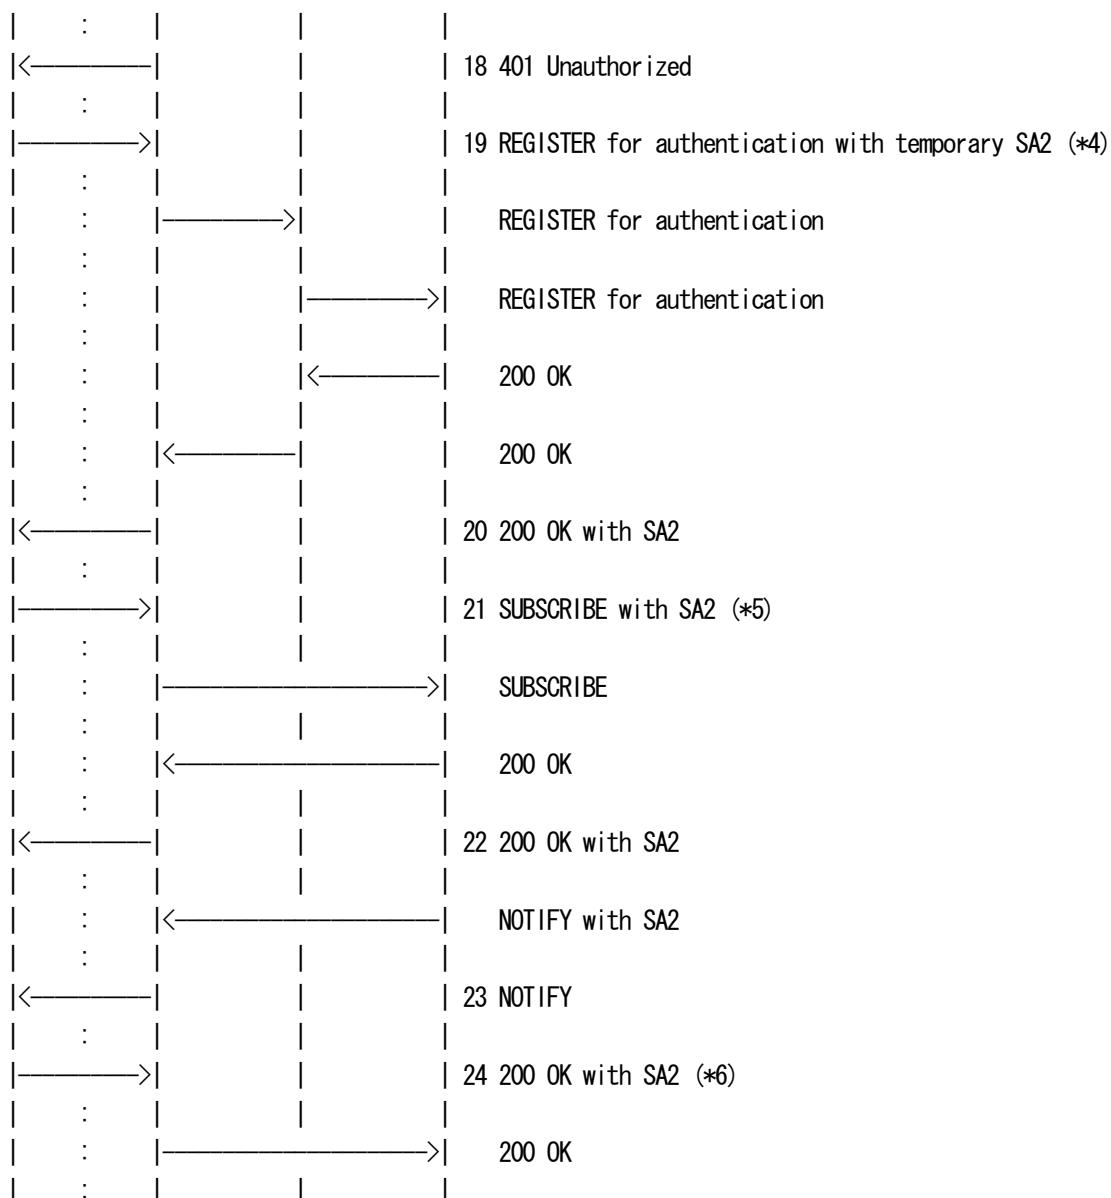 18 401 Unauthorized
19 REGISTER for authentication with temporary SA2 (*4)
REGISTER for authentication
REGISTER for authentication
200 OK
200 OK
20 200 OK with SA2
21 SUBSCRIBE with SA2 (*5)
SUBSCRIBE
200 OK
22 200 OK with SA2
NOTIFY with SA2
23 NOTIFY
24 200 OK with SA2 (*6)
200 OK